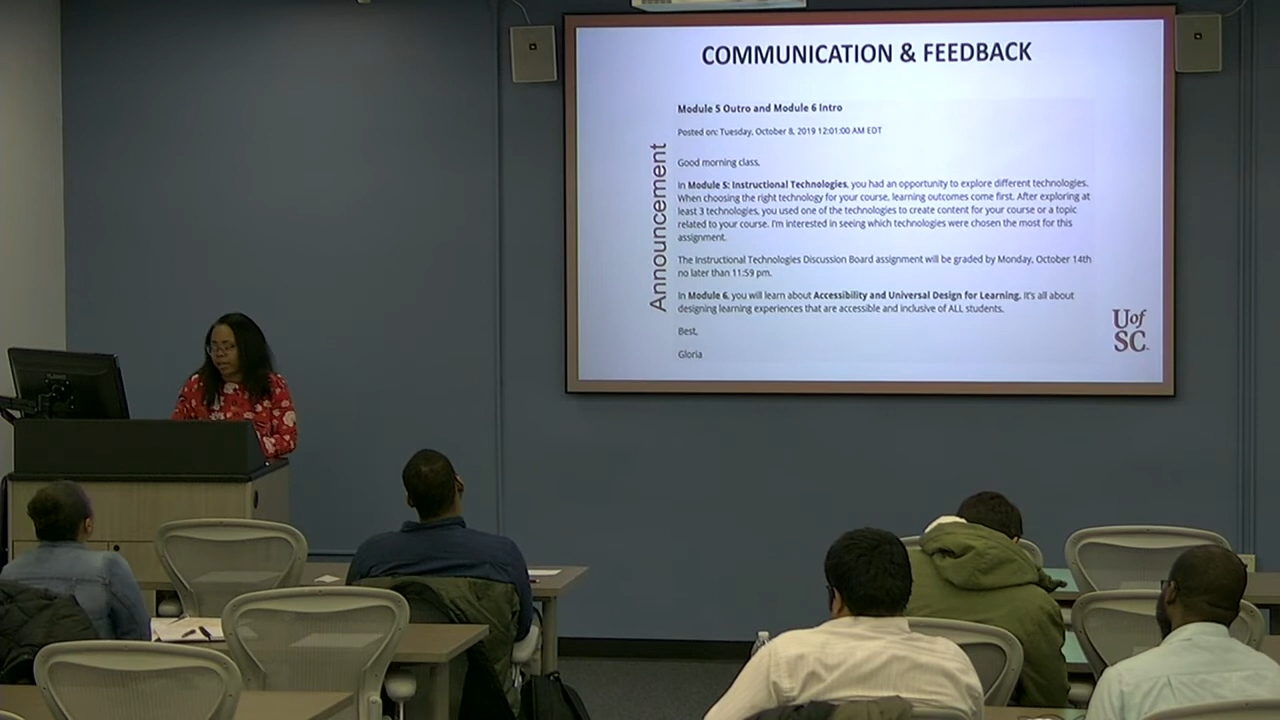 COMMUNICATION & FEEDBACK
Announcement
Module 5 Outro and Module 6 Intro
Posted on: Tuesday, October 8, 2019 12:01:00 AM EDT
Good morning class,
In Module 5: Instructional Technologies, you had an opportunity to explore different technologies.
When choosing the right technology for your course, learning outcomes come first. After exploring at
least 3 technologies, you used one of the technologies to create content for your course or a topic
related to your course. I'm interested in seeing which technologies were chosen the most for this
assignment.
The Instructional Technologies Discussion Board assignment will be graded by Monday, October 14th
no later than 11:59 pm.
In Module 6, you will learn about Accessibility and Universal Design for Learning. It's all about
designing learning experiences that are accessible and inclusive of ALL students.
Best,
Gloria
UofSC